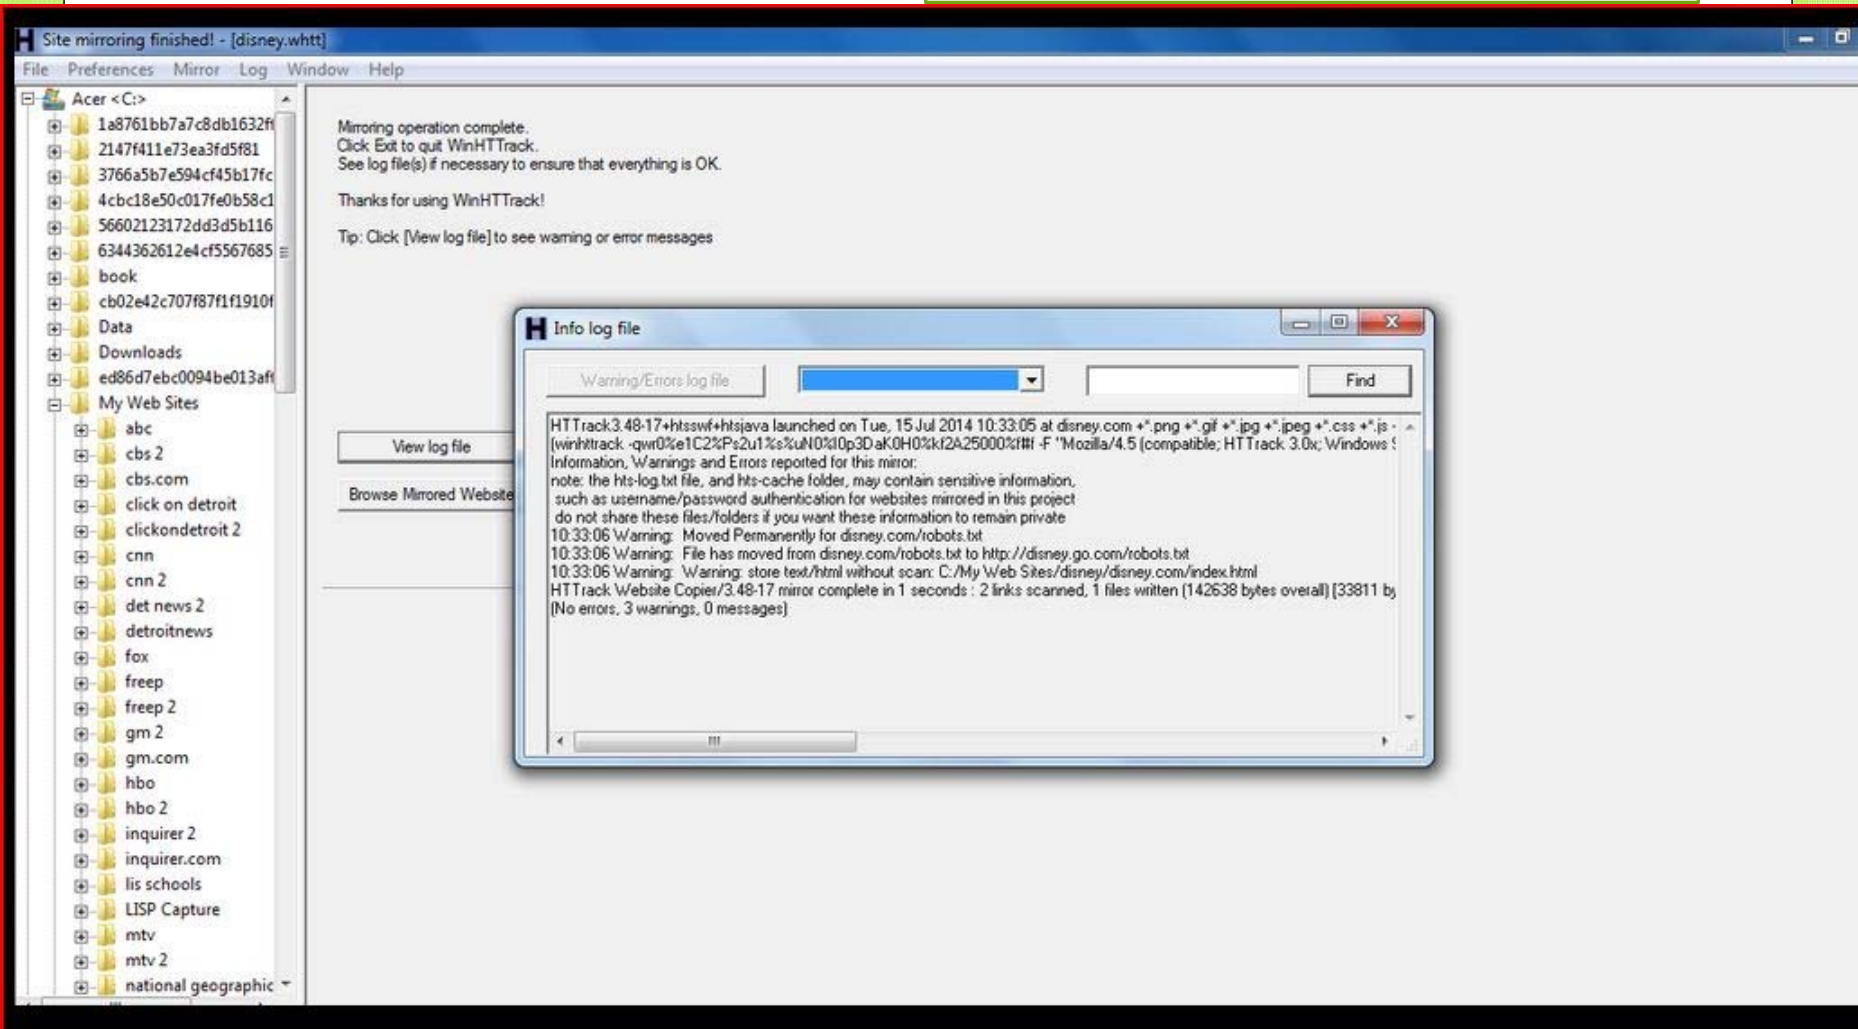 Site mirroring finished! - [disney.whtt]
File Preferences Mirror Log Window Help
Acer <C:>
1a8761bb7a7c8db1632ff
2147f411e73ea3fd5f81
3766a5b7e594cf45b17fc
4cbc18e50c017fe0b58c1
56602123172dd3d5b116
6344362612e4cf5567685
book
cb02e42c707f87f1f1910f
Data
Downloads
ed86d7ebc0094be013aff
My Web Sites
abc
cbs 2
cbs.com
click on detroit
clickondetroit 2
cnn
cnn 2
det news 2
detroitnews
fox
freep
freep 2
gm 2
gm.com
hbo
hbo 2
inquirer 2
inquirer.com
lis schools
LISP Capture
mtv
mtv 2
national geographic
Mirroring operation complete.
Click Exit to quit WinHTTrack.
See log file(s) if necessary to ensure that everything is OK.
Thanks for using WinHTTrack!
Tip: Click [View log file] to see warning or error messages
View log file
Browse Mirrored Website
Info log file
Warning/Errors log file
Find
HTTrack3.48-17+htsswf+htsjava launched on Tue, 15 Jul 2014 10:33:05 at disney.com +*.png +*.gif +*.jpg +*.jpeg +*.css +*.js -
(winhttrack -qwr0%e1C2%Ps2u1%s%uN0%I0p3DaK0H0%kf2A25000%f#f -F "Mozilla/4.5 (compatible; HTTrack 3.0x; Windows
Information, Warnings and Errors reported for this mirror:
note: the hts-log.txt file, and hts-cache folder, may contain sensitive information,
such as username/password authentication for websites mirrored in this project
do not share these files/folders if you want these information to remain private
10:33:06 Warning: Moved Permanently for disney.com/robots.txt
10:33:06 Warning: File has moved from disney.com/robots.txt to http://disney.go.com/robots.txt
10:33:06 Warning: Warning: store text/html without scan: C:/My Web Sites/disney/disney.com/index.html
HTTrack Website Copier/3.48-17 mirror complete in 1 seconds : 2 links scanned, 1 files written (142638 bytes overall) [33811 by
(No errors, 3 warnings, 0 messages)